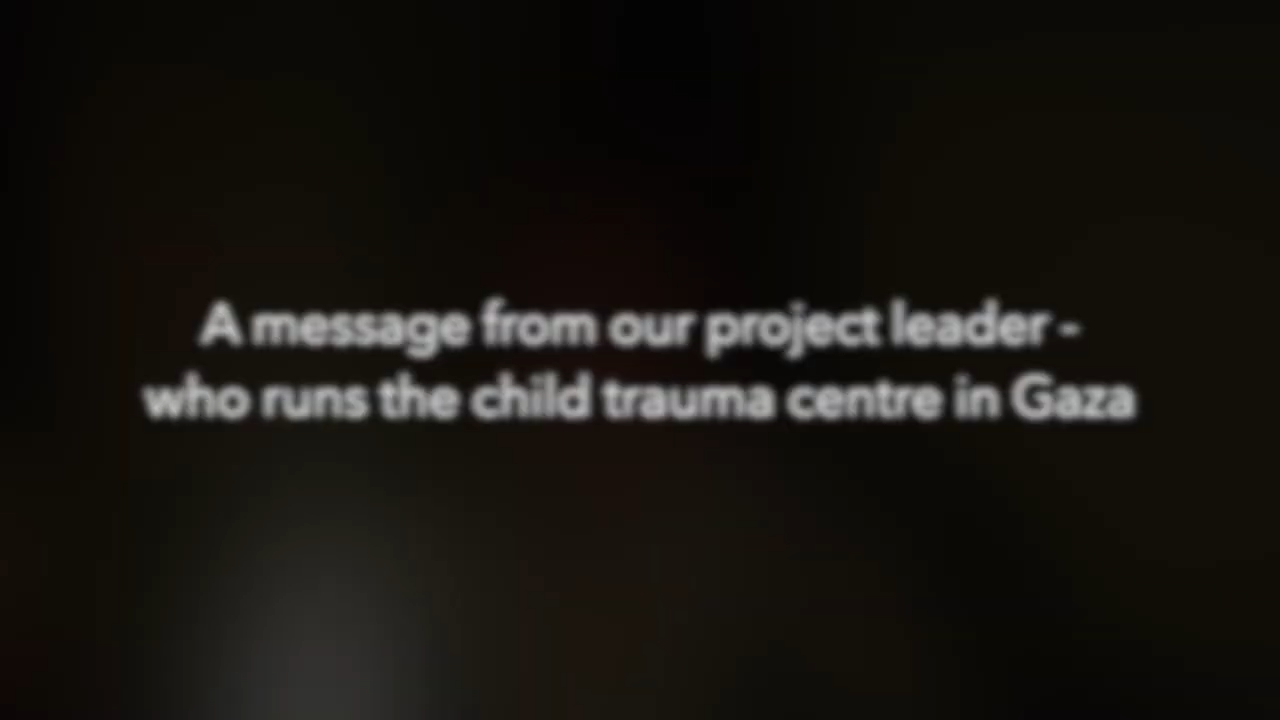 A message from our project leader -
who runs the child trauma centre in Gaza